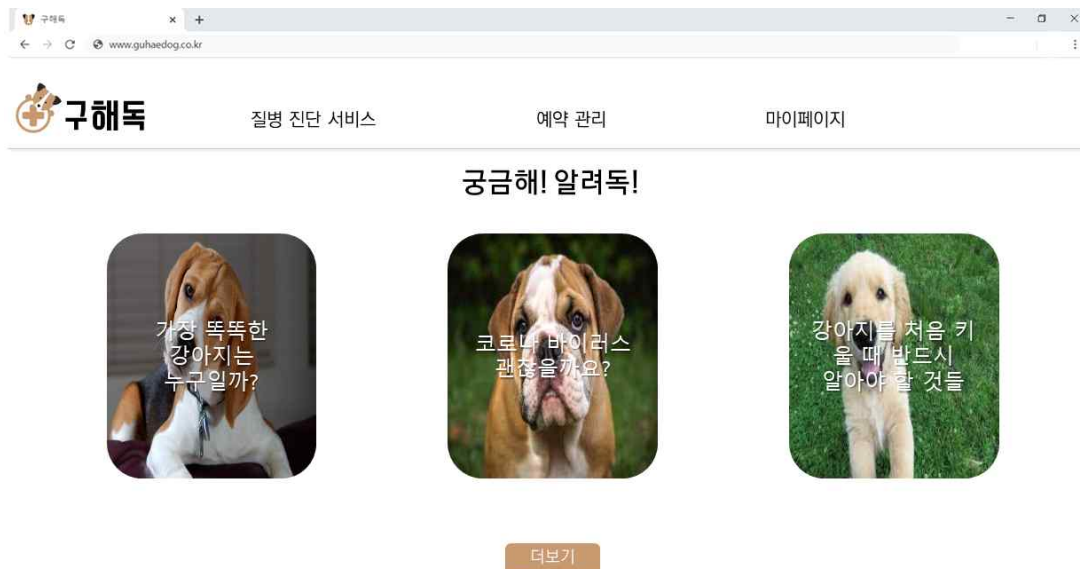 구해독
www.guhaedog.co.kr
구해독
질병 진단 서비스 예약 관리 마이페이지
궁금해! 알려독!
가장 똑똑한
강아지는
누구일까?
코로나 바이러스
괜찮을까요?
강아지를 처음 키
울 때 반드시
알아야 할 것들
더보기